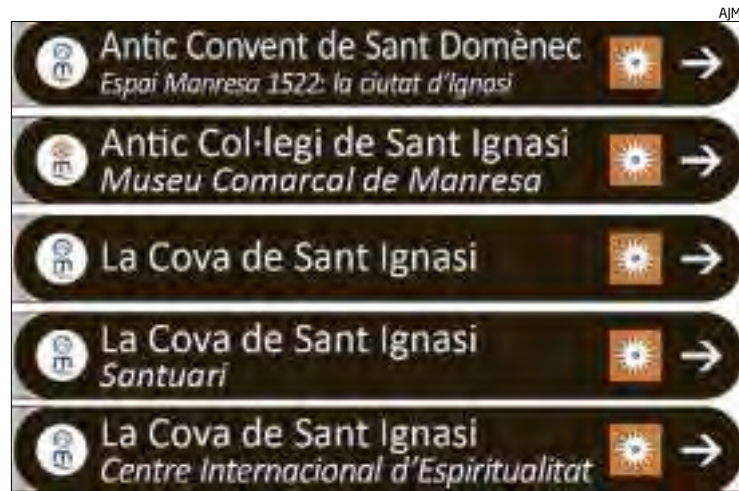 AJM
Antic Convent de Sant Domènec
Espai Manresa 1522: la ciutat d'Ignasi
Antic Col·legi de Sant Ignasi
Museu Comarcal de Manresa
La Cova de Sant Ignasi
La Cova de Sant Ignasi
Santuari
La Cova de Sant Ignasi
Centre Internacional d'Espiritualitat